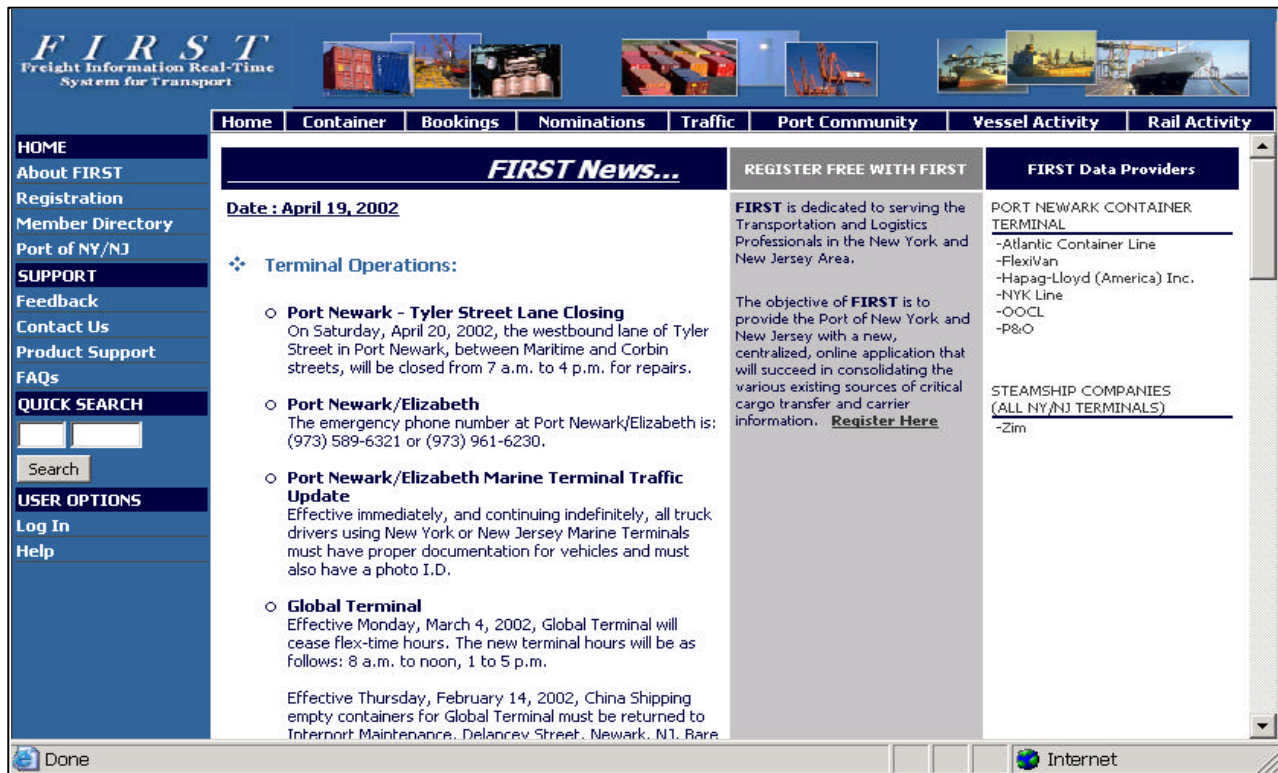 F I R S T
Freight Information Real-Time
System for Transport
Home Container Bookings Nominations Traffic Port Community Vessel Activity Rail Activity
HOME
About FIRST
Registration
Member Directory
Port of NY/NJ
SUPPORT
Feedback
Contact Us
Product Support
FAQs
QUICK SEARCH
Search
USER OPTIONS
Log In
Help
FIRST News...
Date : April 19, 2002
Terminal Operations:
Port Newark - Tyler Street Lane Closing
On Saturday, April 20, 2002, the westbound lane of Tyler
Street in Port Newark, between Maritime and Corbin
streets, will be closed from 7 a.m. to 4 p.m. for repairs.
Port Newark/Elizabeth
The emergency phone number at Port Newark/Elizabeth is:
(973) 589-6321 or (973) 961-6230.
Port Newark/Elizabeth Marine Terminal Traffic
Update
Effective immediately, and continuing indefinitely, all truck
drivers using New York or New Jersey Marine Terminals
must have proper documentation for vehicles and must
also have a photo I.D.
Global Terminal
Effective Monday, March 4, 2002, Global Terminal will
cease flex-time hours. The new terminal hours will be as
follows: 8 a.m. to noon, 1 to 5 p.m.
Effective Thursday, February 14, 2002, China Shipping
empty containers for Global Terminal must be returned to
Interport Maintenance, Delancey Street, Newark, NJ. Bare
REGISTER FREE WITH FIRST
FIRST is dedicated to serving the
Transportation and Logistics
Professionals in the New York and
New Jersey Area.
The objective of FIRST is to
provide the Port of New York and
New Jersey with a new,
centralized, online application that
will succeed in consolidating the
various existing sources of critical
cargo transfer and carrier
information. Register Here
FIRST Data Providers
PORT NEWARK CONTAINER
TERMINAL
-Atlantic Container Line
-FlexiVan
-Hapag-Lloyd (America) Inc.
-NYK Line
-OOCL
-P&O
STEAMSHIP COMPANIES
(ALL NY/NJ TERMINALS)
-Zim
Done
Internet